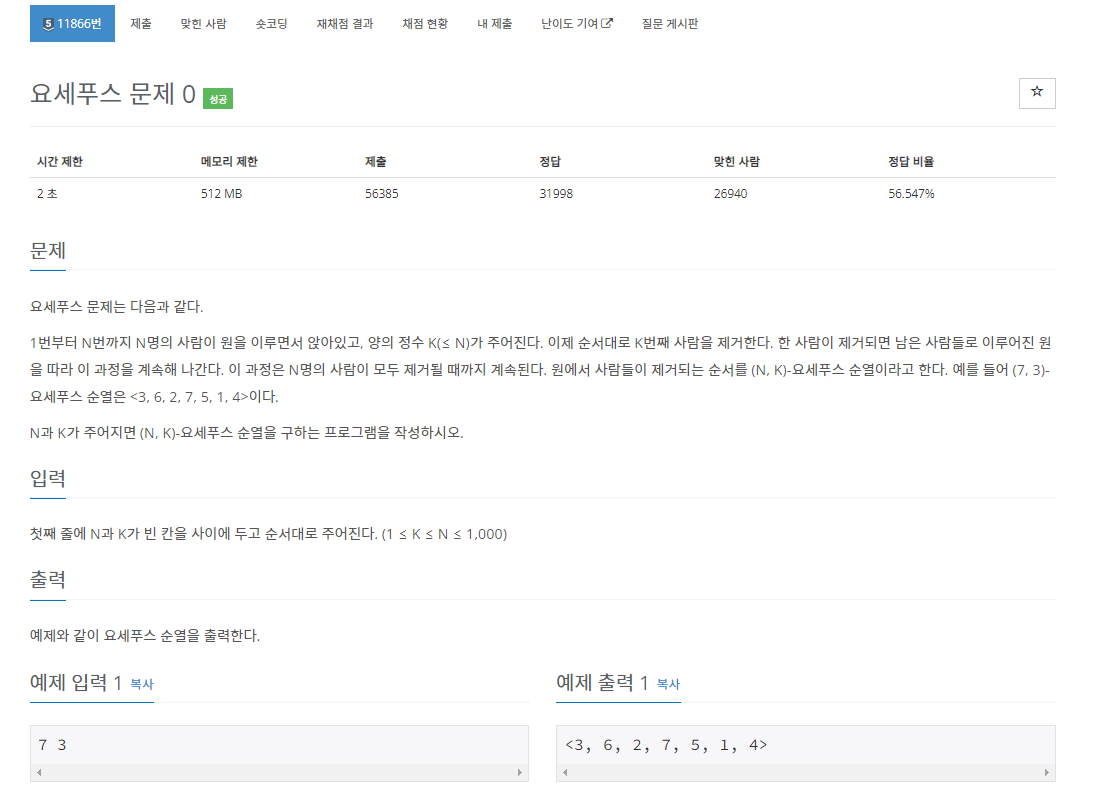 5 11866번 제출 맞힌 사람 숏코딩 재채점 결과 채점 현황 내 제출 난이도 기여 질문 게시판
요세푸스 문제 0 성공
시간 제한 메모리 제한 제출 정답 맞힌 사람 정답 비율
2 초 512 MB 56385 31998 26940 56.547%
문제
요세푸스 문제는 다음과 같다.
1번부터 N번까지 N명의 사람이 원을 이루면서 앉아있고, 양의 정수 K(≤ N)가 주어진다. 이제 순서대로 K번째 사람을 제거한다. 한 사람이 제거되면 남은 사람들로 이루어진 원
을 따라 이 과정을 계속해 나간다. 이 과정은 N명의 사람이 모두 제거될 때까지 계속된다. 원에서 사람들이 제거되는 순서를 (N, K)-요세푸스 순열이라고 한다. 예를 들어 (7, 3)-
요세푸스 순열은 <3, 6, 2, 7, 5, 1, 4>이다.
N과 K가 주어지면 (N, K)-요세푸스 순열을 구하는 프로그램을 작성하시오.
입력
첫째 줄에 N과 K가 빈 칸을 사이에 두고 순서대로 주어진다. (1 ≤ K ≤ N ≤ 1,000)
출력
예제와 같이 요세푸스 순열을 출력한다.
예제 입력 1 복사
7 3
예제 출력 1 복사
<3, 6, 2, 7, 5, 1, 4>